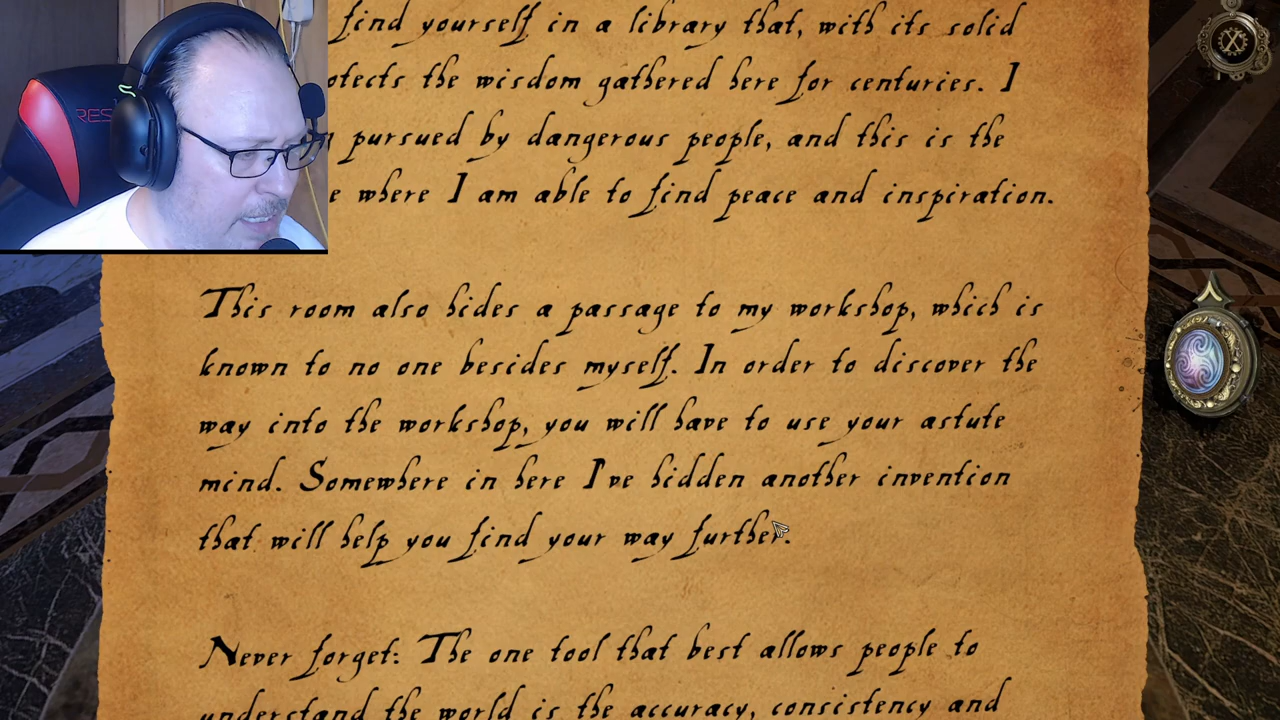 find yourself in a library that, with its solid
the wisdom gathered here for centuries. I
pursued by dangerous people, and this is the
where I am able to find peace and inspiration.
This room also hides a passage to my workshop, which is
known to no one besides myself. In order to discover the
way into the workshop, you will have to use your astute
mind. Somewhere in here I've hidden another invention
that will help you find your way further.
Never forget: The one tool that best allows people to
understand the world is the accuracy, consistency and